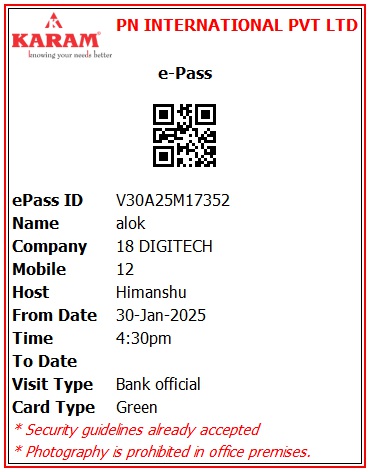 KARAM®
knowing your needs better
PN INTERNATIONAL PVT LTD
e-Pass
ePass ID V30A25M17352
Name alok
Company 18 DIGITECH
Mobile 12
Host Himanshu
From Date 30-Jan-2025
Time 4:30pm
To Date
Visit Type Bank official
Card Type Green
* Security guidelines already accepted
* Photography is prohibited in office premises.